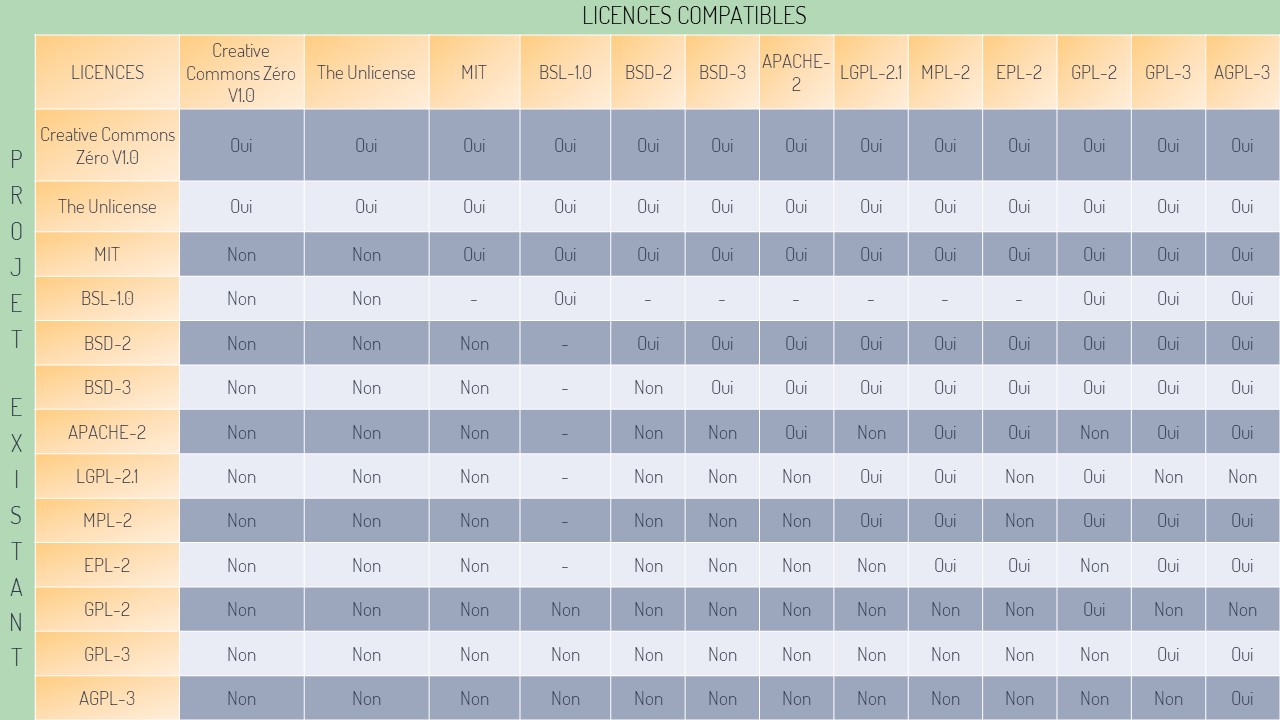 LICENCES COMPATIBLES
PROJET EXISTANT
LICENCES Creative Commons Zéro V1.0 The Unlicense MIT BSL-1.0 BSD-2 BSD-3 APACHE-2 LGPL-2.1 MPL-2 EPL-2 GPL-2 GPL-3 AGPL-3
Creative Commons Zéro V1.0 Oui Oui Oui Oui Oui Oui Oui Oui Oui Oui Oui Oui Oui
The Unlicense Oui Oui Oui Oui Oui Oui Oui Oui Oui Oui Oui Oui Oui
MIT Non Non Oui Oui Oui Oui Oui Oui Oui Oui Oui Oui Oui
BSL-1.0 Non Non - Oui - - - - - - Oui Oui Oui
BSD-2 Non Non Non - Oui Oui Oui Oui Oui Oui Oui Oui Oui
BSD-3 Non Non Non - Non Oui Oui Oui Oui Oui Oui Oui Oui
APACHE-2 Non Non Non - Non Non Oui Non Oui Oui Non Oui Oui
LGPL-2.1 Non Non Non - Non Non Non Oui Oui Non Oui Non Non
MPL-2 Non Non Non - Non Non Non Oui Oui Non Oui Oui Oui
EPL-2 Non Non Non - Non Non Non Non Oui Oui Non Oui Oui
GPL-2 Non Non Non Non Non Non Non Non Non Non Oui Non Non
GPL-3 Non Non Non Non Non Non Non Non Non Non Non Oui Oui
AGPL-3 Non Non Non Non Non Non Non Non Non Non Non Non Oui